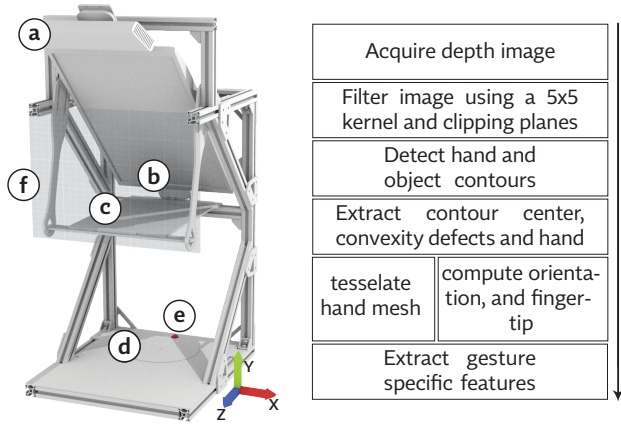 a
b
f
c
e
d
Y
X
Z
Acquire depth image
Filter image using a 5x5
kernel and clipping planes
Detect hand and
object contours
Extract contour center,
convexity defects and hand
tesselate
hand mesh
compute orienta-
tion, and finger-
tip
Extract gesture
specific features